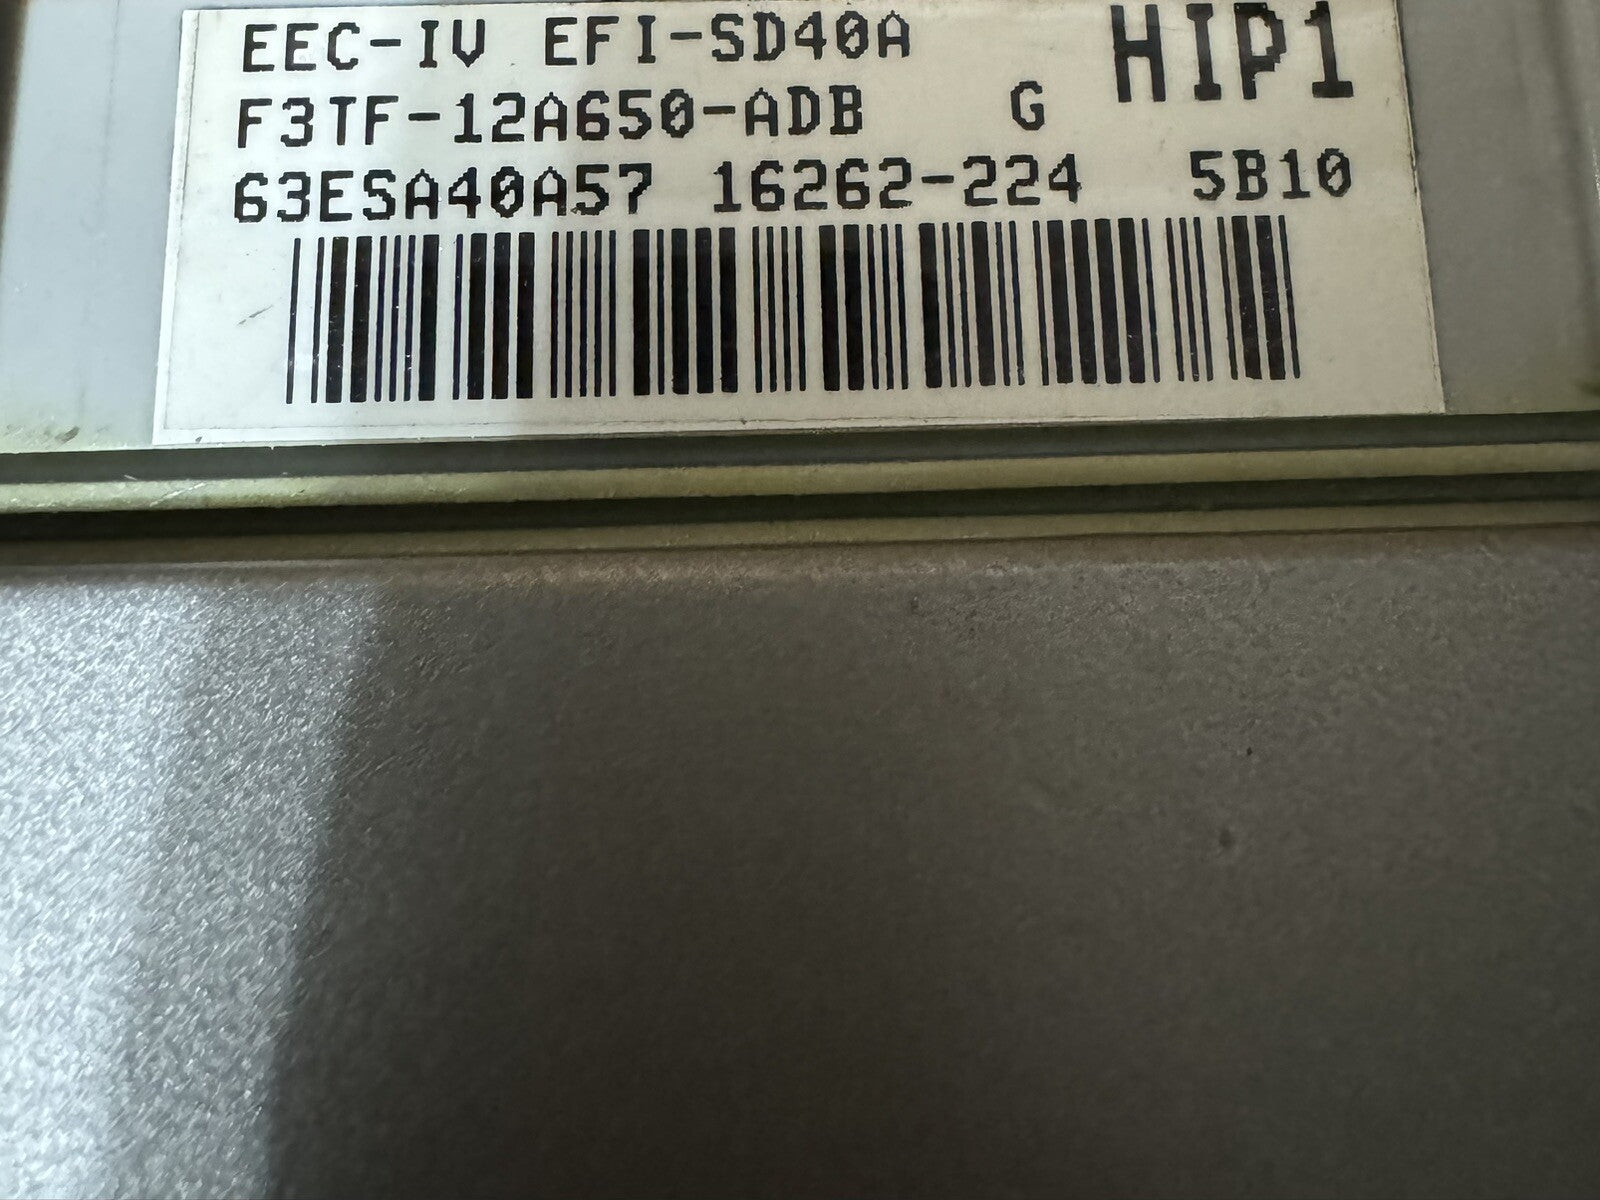 EEC-IV EFI-SD40A HIP1
F3TF-12A650-ADB G
63ESA40A57 16262-224 5B10